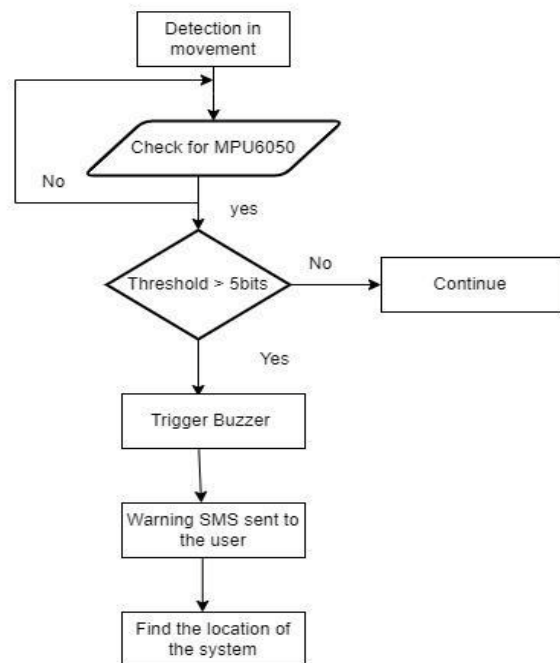 Detection in
movement
Check for MPU6050
No
yes
Threshold > 5bits
No
Continue
Yes
Trigger Buzzer
Warning SMS sent to
the user
Find the location of
the system